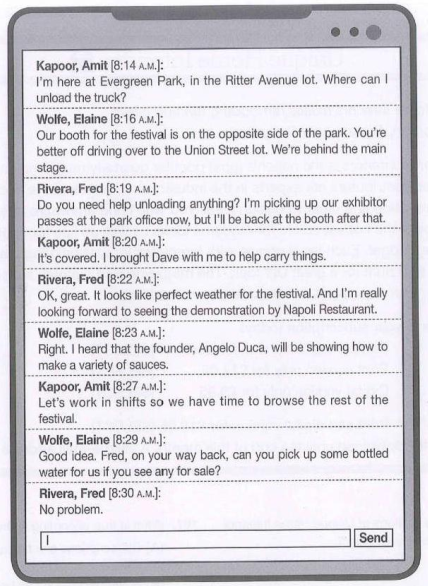 Kapoor, Amit [8:14 A.M.]:
I'm here at Evergreen Park, in the Ritter Avenue lot. Where can I
unload the truck?
Wolfe, Elaine [8:16 A.M.]:
Our booth for the festival is on the opposite side of the park. You're
better off driving over to the Union Street lot. We're behind the main
stage.
Rivera, Fred [8:19 A.M.]:
Do you need help unloading anything? I'm picking up our exhibitor
passes at the park office now, but I'll be back at the booth after that.
Kapoor, Amit [8:20 A.M.]:
It's covered. I brought Dave with me to help carry things.
Rivera, Fred [8:22 A.M.]:
OK, great. It looks like perfect weather for the festival. And I'm really
looking forward to seeing the demonstration by Napoli Restaurant.
Wolfe, Elaine [8:23 A.M.]:
Right. I heard that the founder, Angelo Duca, will be showing how to
make a variety of sauces.
Kapoor, Amit [8:27 A.M.]:
Let's work in shifts so we have time to browse the rest of the
festival.
Wolfe, Elaine [8:29 A.M.]:
Good idea. Fred, on your way back, can you pick up some bottled
water for us if you see any for sale?
Rivera, Fred [8:30 A.M.]:
No problem.
Send